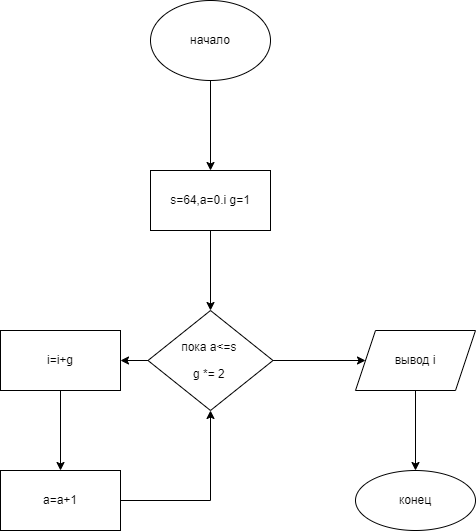 начало
s=64,a=0.i g=1
пока a<=s
g *= 2
i=i+g
вывод i
a=a+1
конец